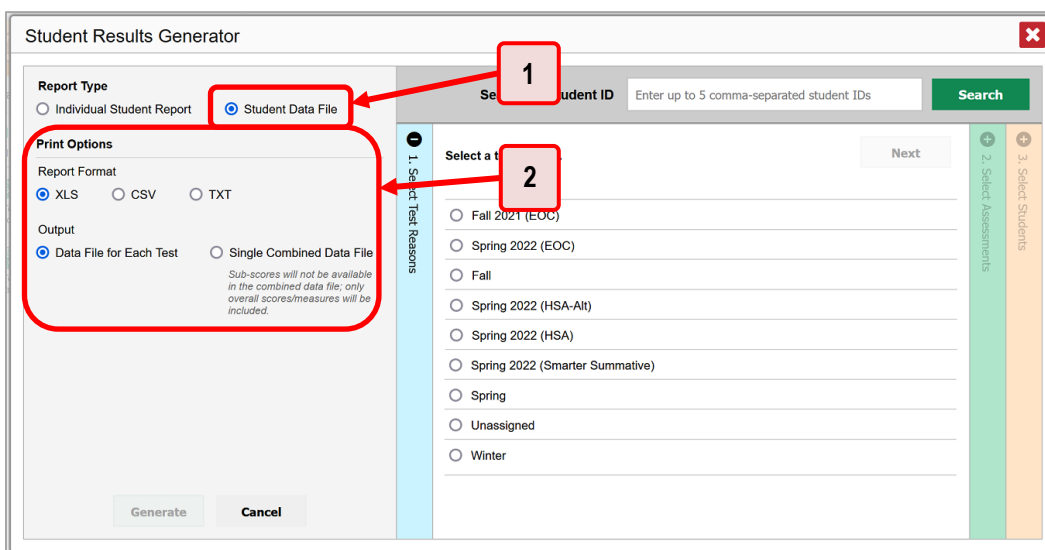 Student Results Generator
Report Type
Individual Student Report Student Data File
Print Options
Report Format
XLS CSV TXT
Output
Data File for Each Test Single Combined Data File
Sub-scores will not be available
in the combined data file; only
overall scores/measures will be
included.
Generate Cancel
1
2
Student ID Enter up to 5 comma-separated student IDs Search
1. Select Test Reasons
Select a Next
Fall 2021 (EOC)
Spring 2022 (EOC)
Fall
Spring 2022 (HSA-Alt)
Spring 2022 (HSA)
Spring 2022 (Smarter Summative)
Spring
Unassigned
Winter
2. Select Assessments
3. Select Students